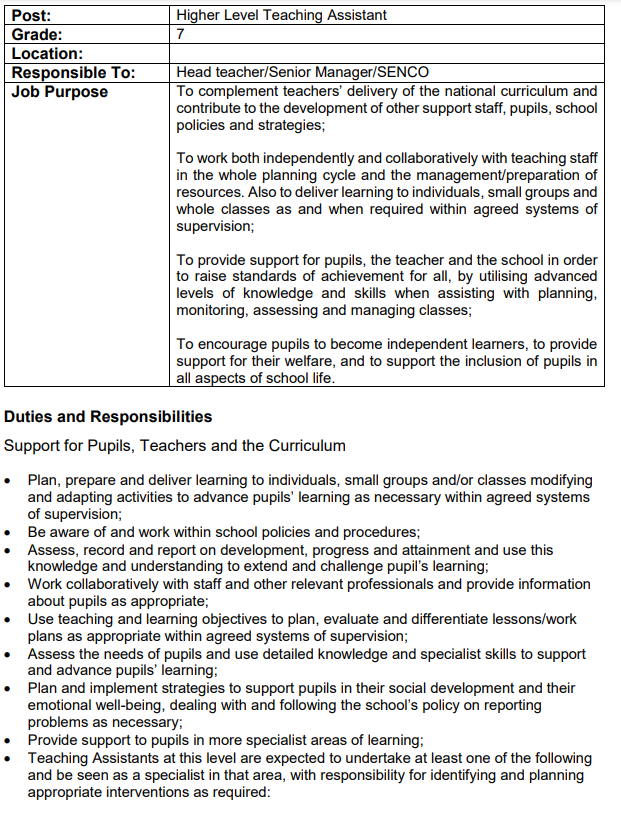 Post: Higher Level Teaching Assistant
Grade: 7
Location:
Responsible To: Head teacher/Senior Manager/SENCO
Job Purpose To complement teachers’ delivery of the national curriculum and
contribute to the development of other support staff, pupils, school
policies and strategies;
To work both independently and collaboratively with teaching staff
in the whole planning cycle and the management/preparation of
resources. Also to deliver learning to individuals, small groups and
whole classes as and when required within agreed systems of
supervision;
To provide support for pupils, the teacher and the school in order
to raise standards of achievement for all, by utilising advanced
levels of knowledge and skills when assisting with planning,
monitoring, assessing and managing classes;
To encourage pupils to become independent learners, to provide
support for their welfare, and to support the inclusion of pupils in
all aspects of school life.
Duties and Responsibilities
Support for Pupils, Teachers and the Curriculum
• Plan, prepare and deliver learning to individuals, small groups and/or classes modifying
and adapting activities to advance pupils’ learning as necessary within agreed systems
of supervision;
• Be aware of and work within school policies and procedures;
• Assess, record and report on development, progress and attainment and use this
knowledge and understanding to extend and challenge pupil’s learning;
• Work collaboratively with staff and other relevant professionals and provide information
about pupils as appropriate;
• Use teaching and learning objectives to plan, evaluate and differentiate lessons/work
plans as appropriate within agreed systems of supervision;
• Assess the needs of pupils and use detailed knowledge and specialist skills to support
and advance pupils’ learning;
• Plan and implement strategies to support pupils in their social development and their
emotional well-being, dealing with and following the school’s policy on reporting
problems as necessary;
• Provide support to pupils in more specialist areas of learning;
• Teaching Assistants at this level are expected to undertake at least one of the following
and be seen as a specialist in that area, with responsibility for identifying and planning
appropriate interventions as required: